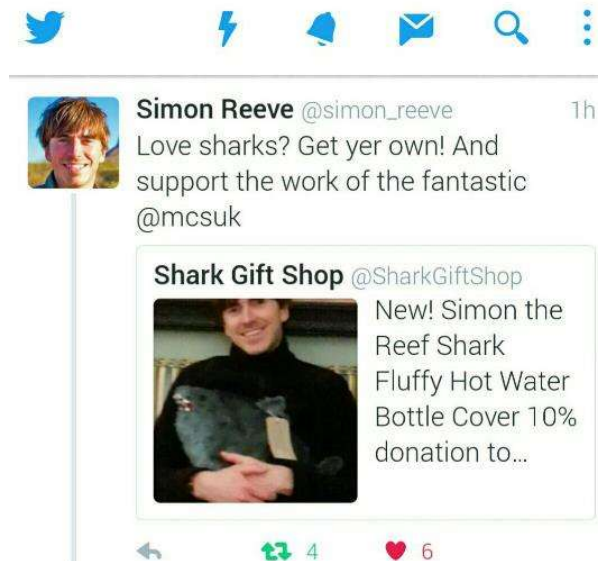 Simon Reeve @simon_reeve 1h
Love sharks? Get yer own! And
support the work of the fantastic
@mcsuk
Shark Gift Shop @SharkGiftShop
New! Simon the
Reef Shark
Fluffy Hot Water
Bottle Cover 10%
donation to...
4 6